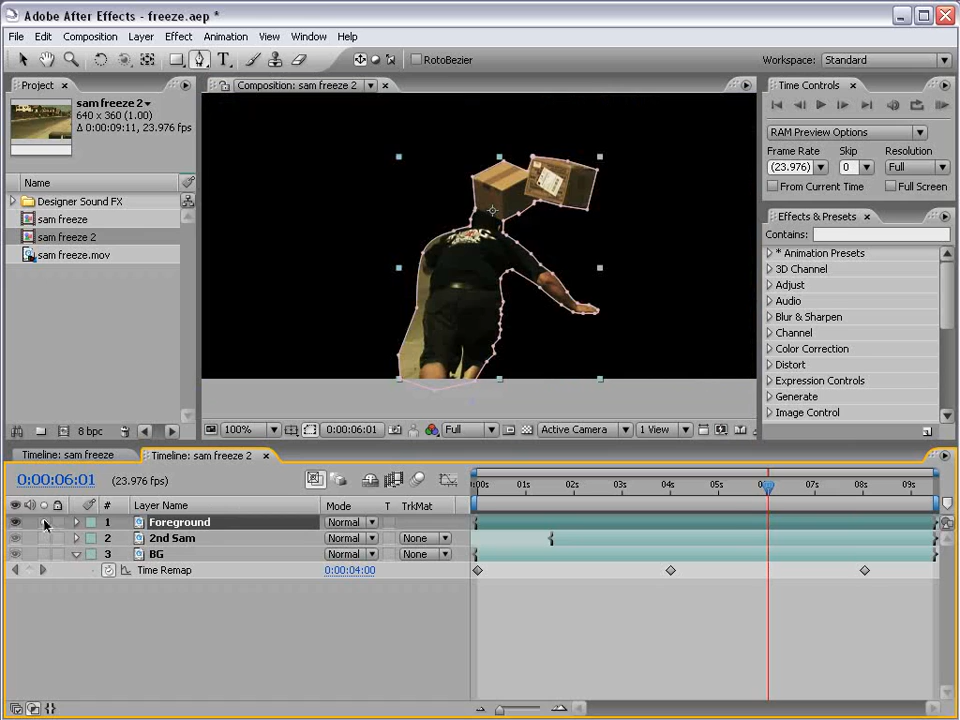 Adobe After Effects - freeze.aep *
File Edit Composition Layer Effect Animation View Window Help
RotoBezier
Workspace: Standard
Project
sam freeze 2
640 x 360 (1.00)
Δ 0:00:09:11, 23.976 fps
Name
Designer Sound FX
sam freeze
sam freeze 2
sam freeze.mov
8 bpc
Composition: sam freeze 2
100%
0:00:06:01
Full
Active Camera
1 View
Time Controls
RAM Preview Options
Frame Rate Skip Resolution
(23.976) 0 Full
From Current Time Full Screen
Effects & Presets
Contains:
* Animation Presets
3D Channel
Adjust
Audio
Blur & Sharpen
Channel
Color Correction
Distort
Expression Controls
Generate
Image Control
Timeline: sam freeze
Timeline: sam freeze 2
0:00:06:01
(23.976 fps)
:00s 01s 02s 03s 04s 05s 07s 08s 09s
# Layer Name Mode T TrkMat
1 Foreground Normal
2 2nd Sam Normal None
3 BG Normal None
Time Remap 0:00:04:00